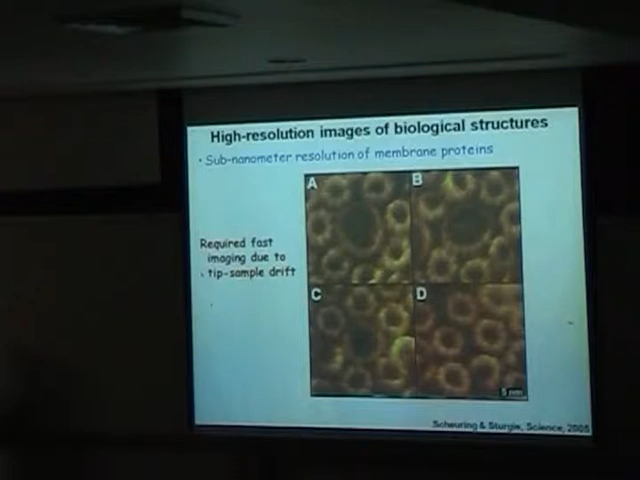 High-resolution images of biological structures
• Sub-nanometer resolution of membrane proteins
A
B
Required fast
imaging due to
tip-sample drift
C
D
5 nm
Scheuring & Sturgis, Science, 2005